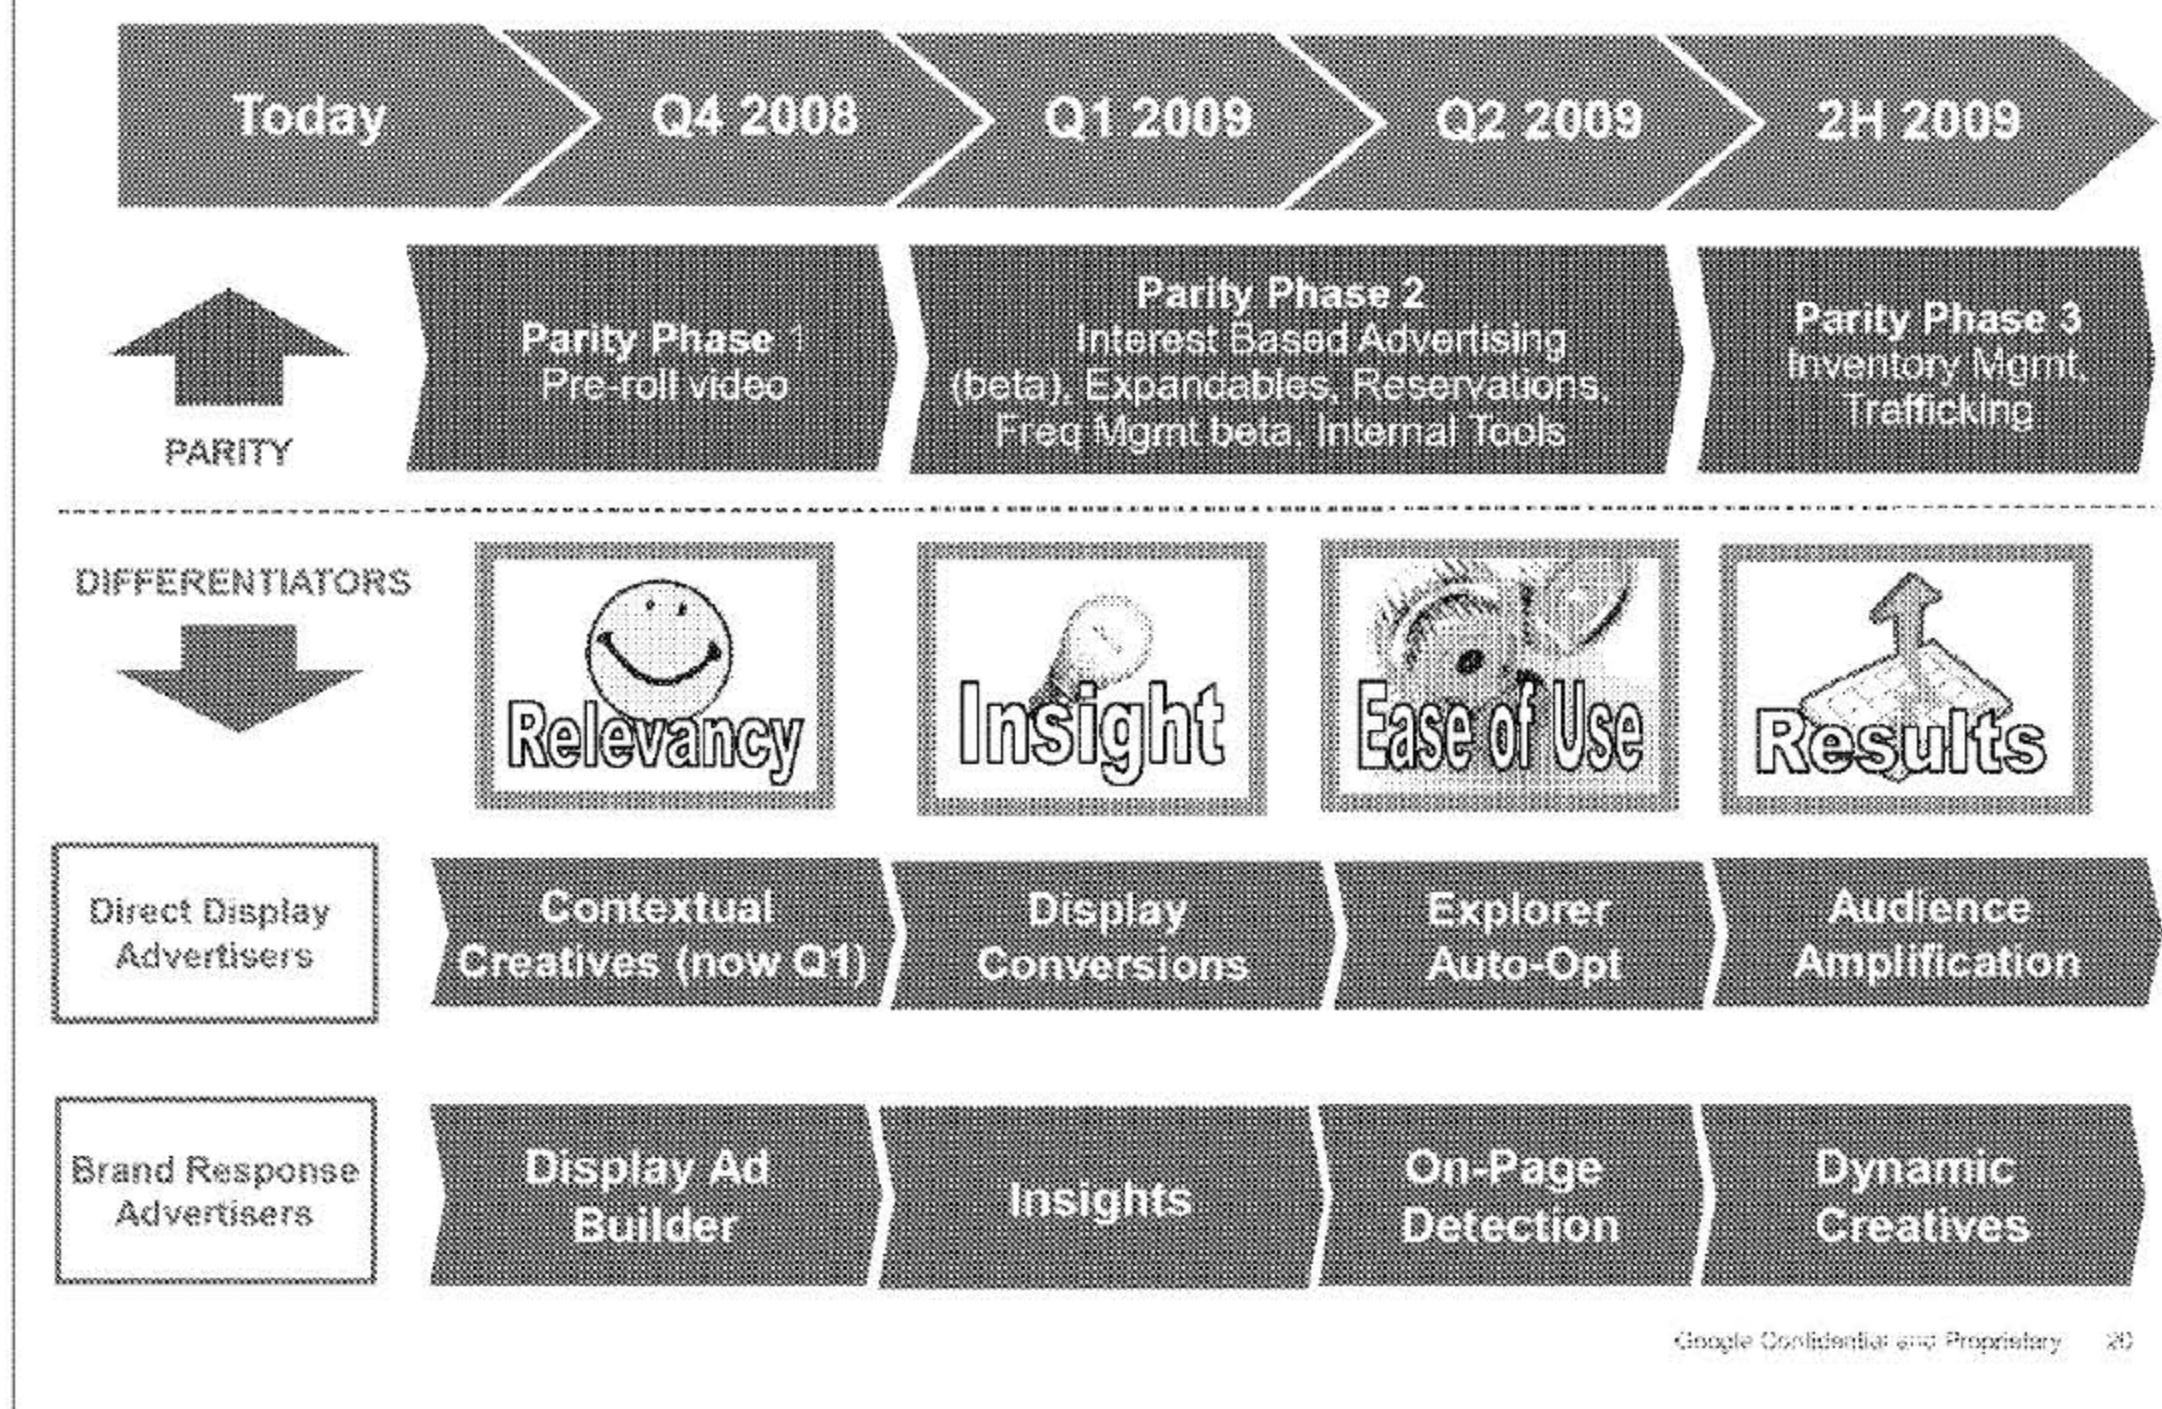 Today
Q4 2008
Q1 2009
Q2 2009
2H 2009
PARITY
Parity Phase 1
Pre-roll video
Parity Phase 2
Interest Based Advertising
(beta), Expandables, Reservations,
Freq Mgmt beta, Internal Tools
Parity Phase 3
Inventory Mgmt,
Trafficking
DIFFERENTIATORS
Relevancy
Insight
Ease of Use
Results
Direct Display
Advertisers
Contextual
Creatives (now Q1)
Display
Conversions
Explorer
Auto-Opt
Audience
Amplification
Brand Response
Advertisers
Display Ad
Builder
Insights
On-Page
Detection
Dynamic
Creatives
Google Confidential and Proprietary 20